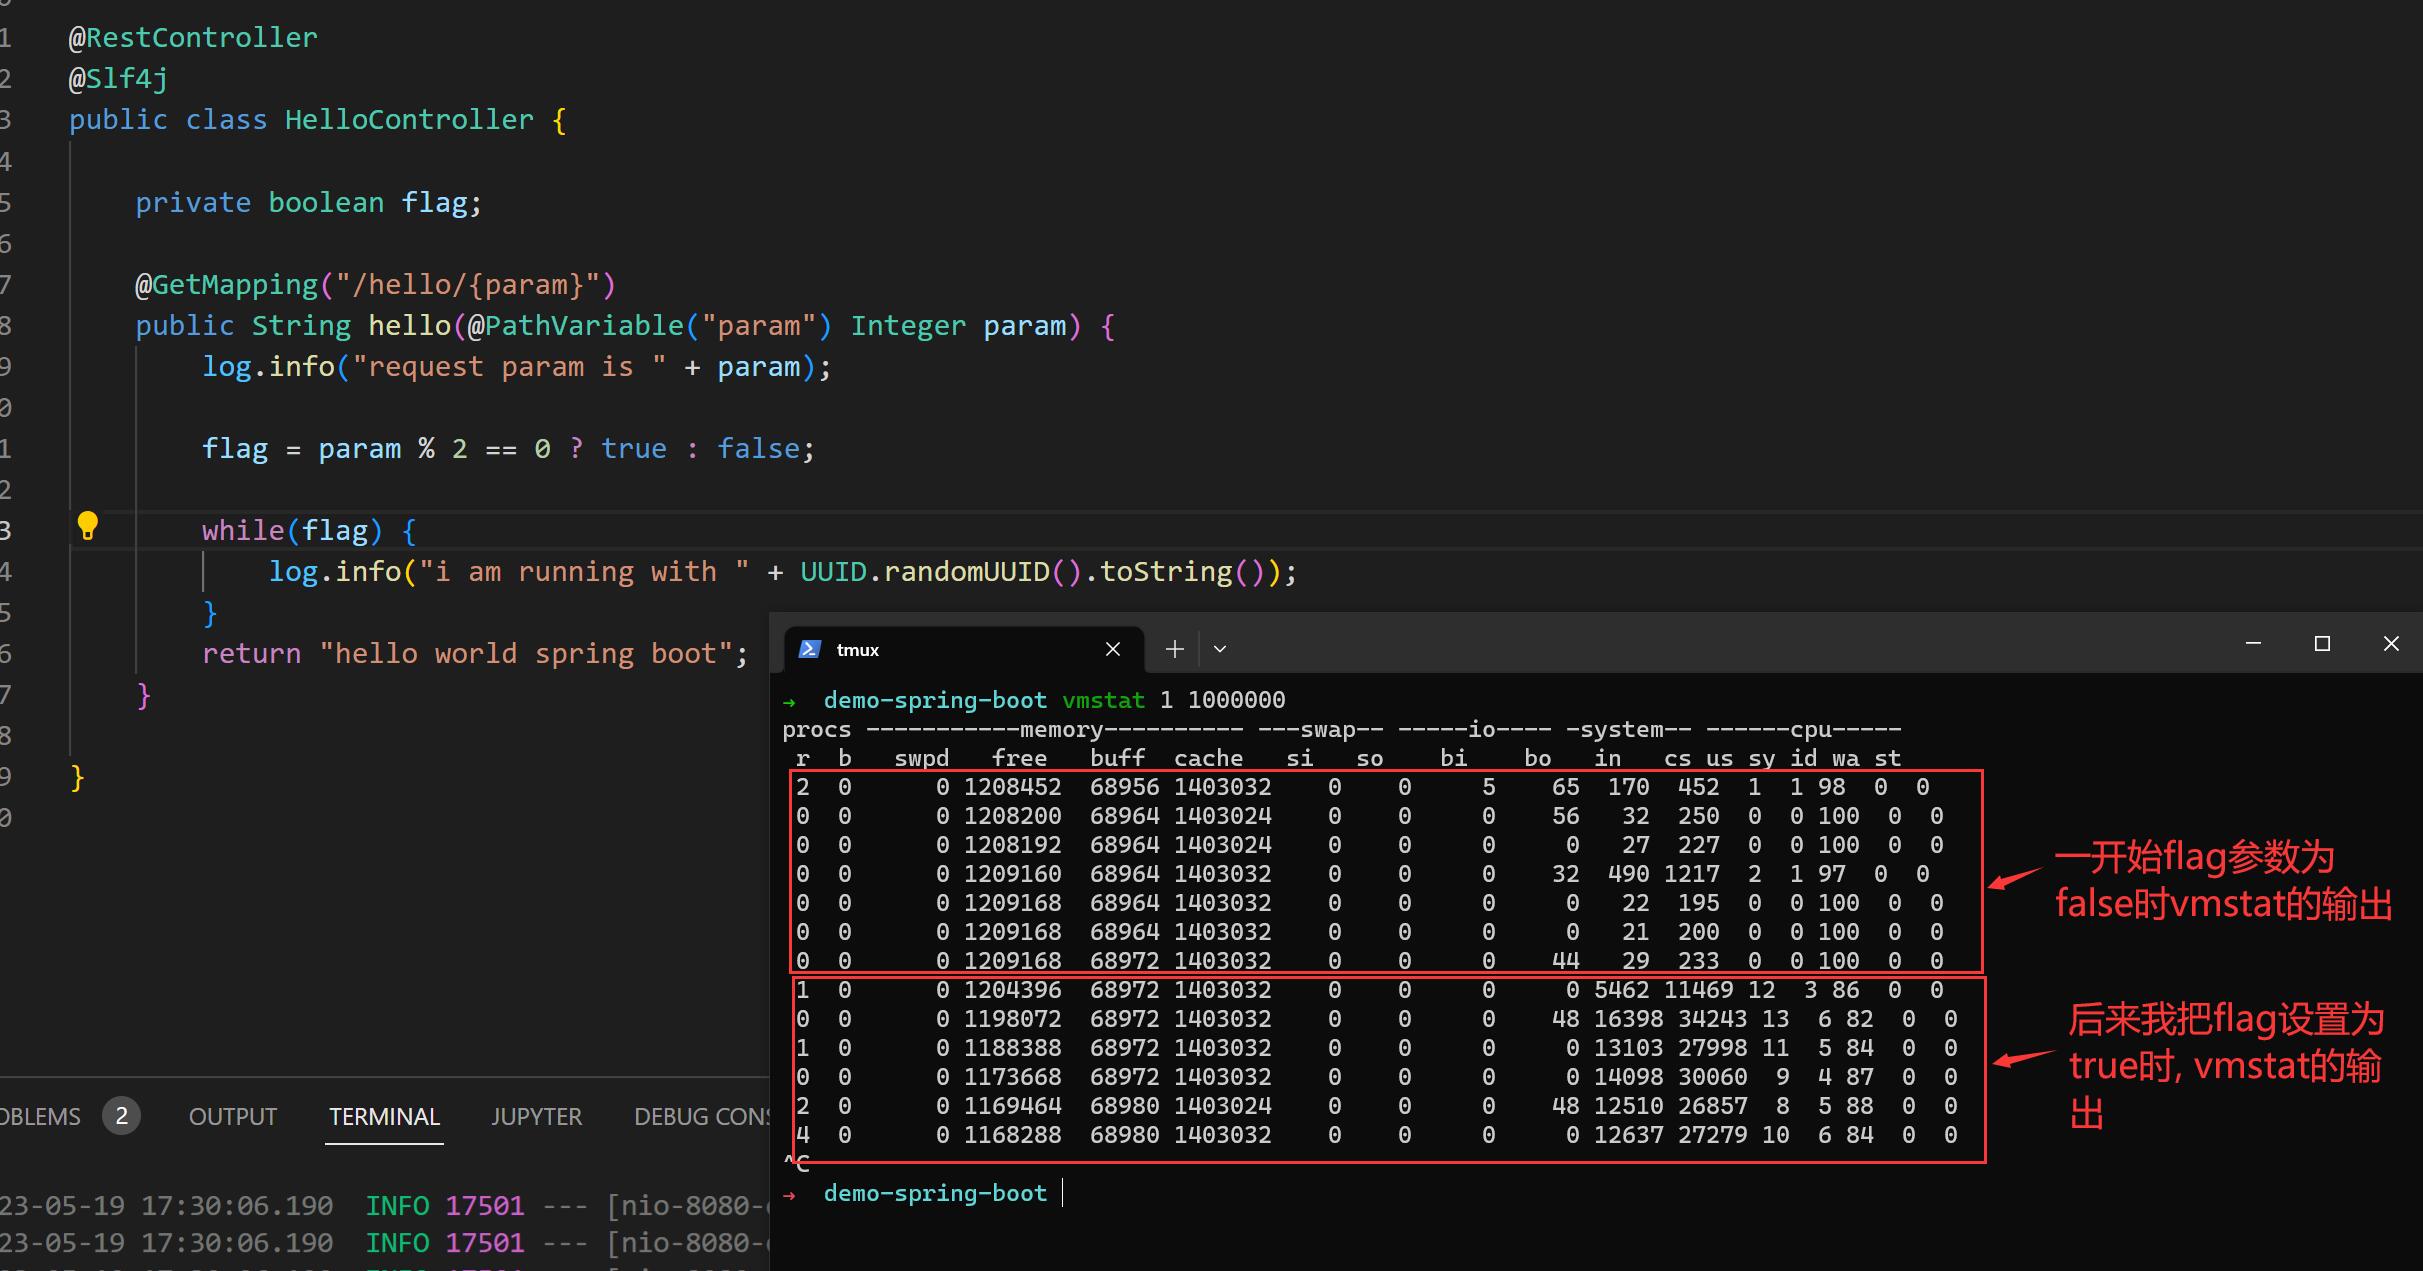 1 @RestController
2 @Slf4j
3 public class HelloController {
4
5 private boolean flag;
6
7 @GetMapping("/hello/{param}")
8 public String hello(@PathVariable("param") Integer param) {
9 log.info("request param is " + param);
0
1 flag = param % 2 == 0 ? true : false;
2
3 while(flag) {
4 log.info("i am running with " + UUID.randomUUID().toString());
5 }
6 return "hello world spring boot";
7 }
8
9 }
0
tmux
→ demo-spring-boot vmstat 1 1000000
procs -----------memory---------- ---swap-- -----io---- -system-- ------cpu-----
r b swpd free buff cache si so bi bo in cs us sy id wa st
2 0 0 1208452 68956 1403032 0 0 5 65 170 452 1 1 98 0 0
0 0 0 1208200 68964 1403024 0 0 0 56 32 250 0 0 100 0 0
0 0 0 1208192 68964 1403024 0 0 0 0 27 227 0 0 100 0 0
0 0 0 1209160 68964 1403032 0 0 0 32 490 1217 2 1 97 0 0
0 0 0 1209168 68964 1403032 0 0 0 0 22 195 0 0 100 0 0
0 0 0 1209168 68964 1403032 0 0 0 0 21 200 0 0 100 0 0
0 0 0 1209168 68972 1403032 0 0 0 44 29 233 0 0 100 0 0
1 0 0 1204396 68972 1403032 0 0 0 0 5462 11469 12 3 86 0 0
0 0 0 1198072 68972 1403032 0 0 0 48 16398 34243 13 6 82 0 0
1 0 0 1188388 68972 1403032 0 0 0 0 13103 27998 11 5 84 0 0
0 0 0 1173668 68972 1403032 0 0 0 0 14098 30060 9 4 87 0 0
2 0 0 1169464 68980 1403024 0 0 0 48 12510 26857 8 5 88 0 0
4 0 0 1168288 68980 1403032 0 0 0 0 12637 27279 10 6 84 0 0
^C
→ demo-spring-boot
一开始flag参数为
false时vmstat的输出
后来我把flag设置为
true时, vmstat的输
出
OBLEMS 2 OUTPUT TERMINAL JUPYTER DEBUG CONS
23-05-19 17:30:06.190 INFO 17501 --- [nio-8080-
23-05-19 17:30:06.190 INFO 17501 --- [nio-8080-